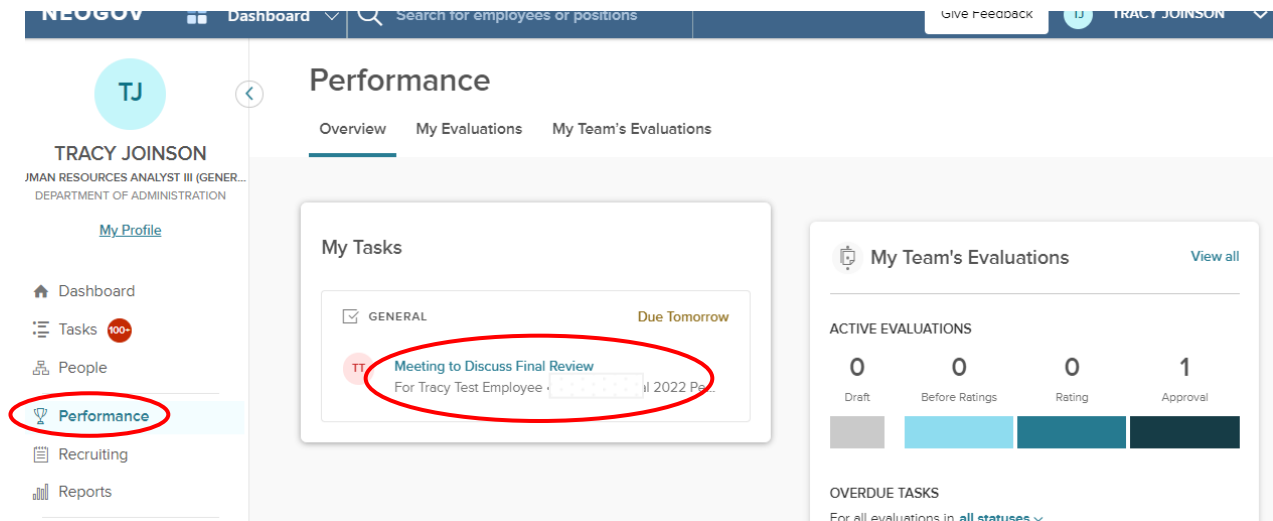 NEOGOV
Dashboard
Search for employees or positions
Give Feedback
TJ
TRACY JOINSON
TJ
TRACY JOINSON
UMAN RESOURCES ANALYST III (GENER...
DEPARTMENT OF ADMINISTRATION
My Profile
Dashboard
Tasks 100+
People
Performance
Recruiting
Reports
Performance
Overview My Evaluations My Team's Evaluations
My Tasks
GENERAL Due Tomorrow
TT Meeting to Discuss Final Review
For Tracy Test Employee • al 2022 Pe...
My Team's Evaluations View all
ACTIVE EVALUATIONS
0 0 0 1
Draft Before Ratings Rating Approval
OVERDUE TASKS
For all evaluations in all statuses